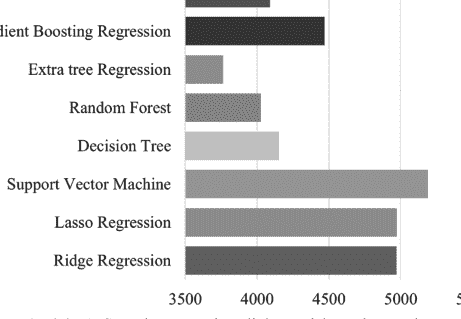 dient Boosting Regression
Extra tree Regression
Random Forest
Decision Tree
Support Vector Machine
Lasso Regression
Ridge Regression
3500 4000 4500 5000